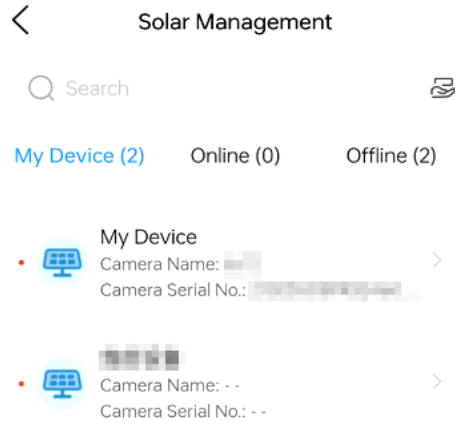 Solar Management
Search
My Device (2) Online (0) Offline (2)
My Device
Camera Name:
Camera Serial No.:
Camera Name: - -
Camera Serial No.: - -